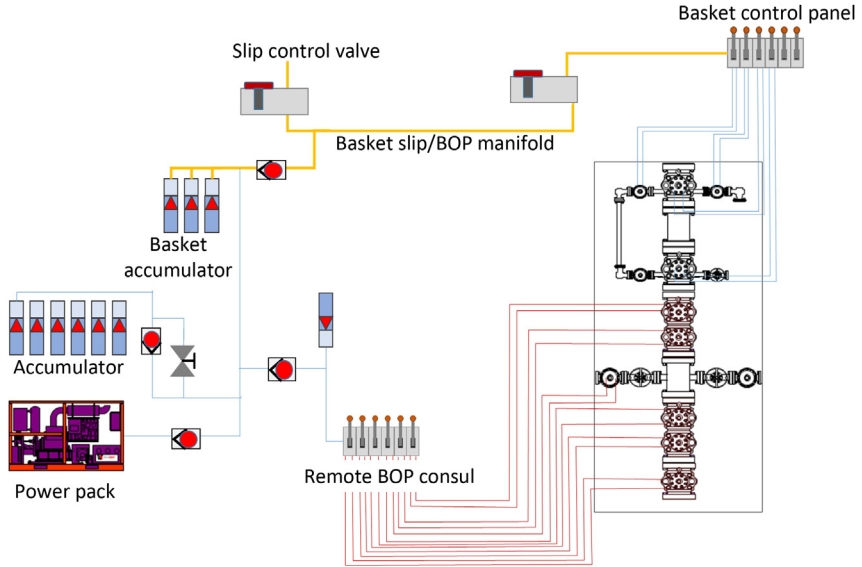 Basket control panel
Slip control valve
Basket slip/BOP manifold
Basket
accumulator
Accumulator
Remote BOP consul
Power pack